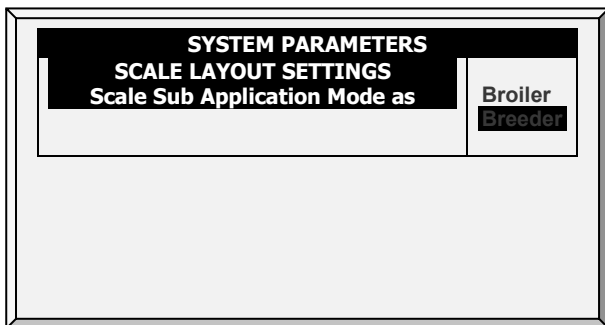 SYSTEM PARAMETERS
SCALE LAYOUT SETTINGS
Scale Sub Application Mode as
Broiler
Breeder